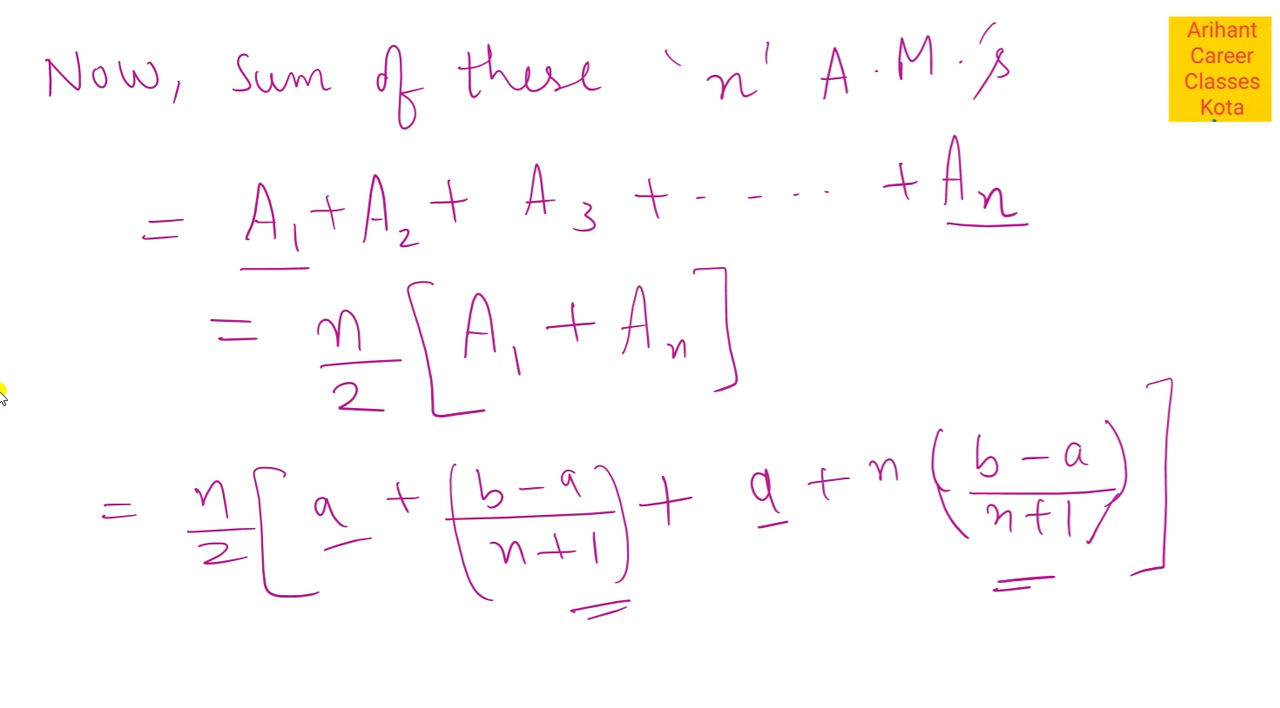 Now, sum of these 'n' A.M.'s
Arihant
Career
Classes
Kota
= A₁ + A₂ + A₃ + - - ... + Aₙ
= n/2 [A₁ + Aₙ]
= n/2 [a + ((b-a)/(n+1)) + a + n((b-a)/(n+1))]